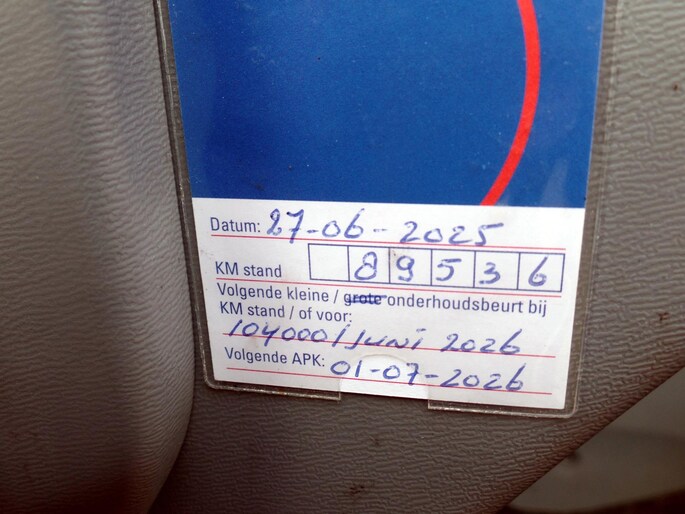 Datum: 27-06-2025
KM stand 89536
Volgende kleine / grote onderhoudsbeurt bij
KM stand / of voor:
104000 / juni 2026
Volgende APK: 01-07-2026